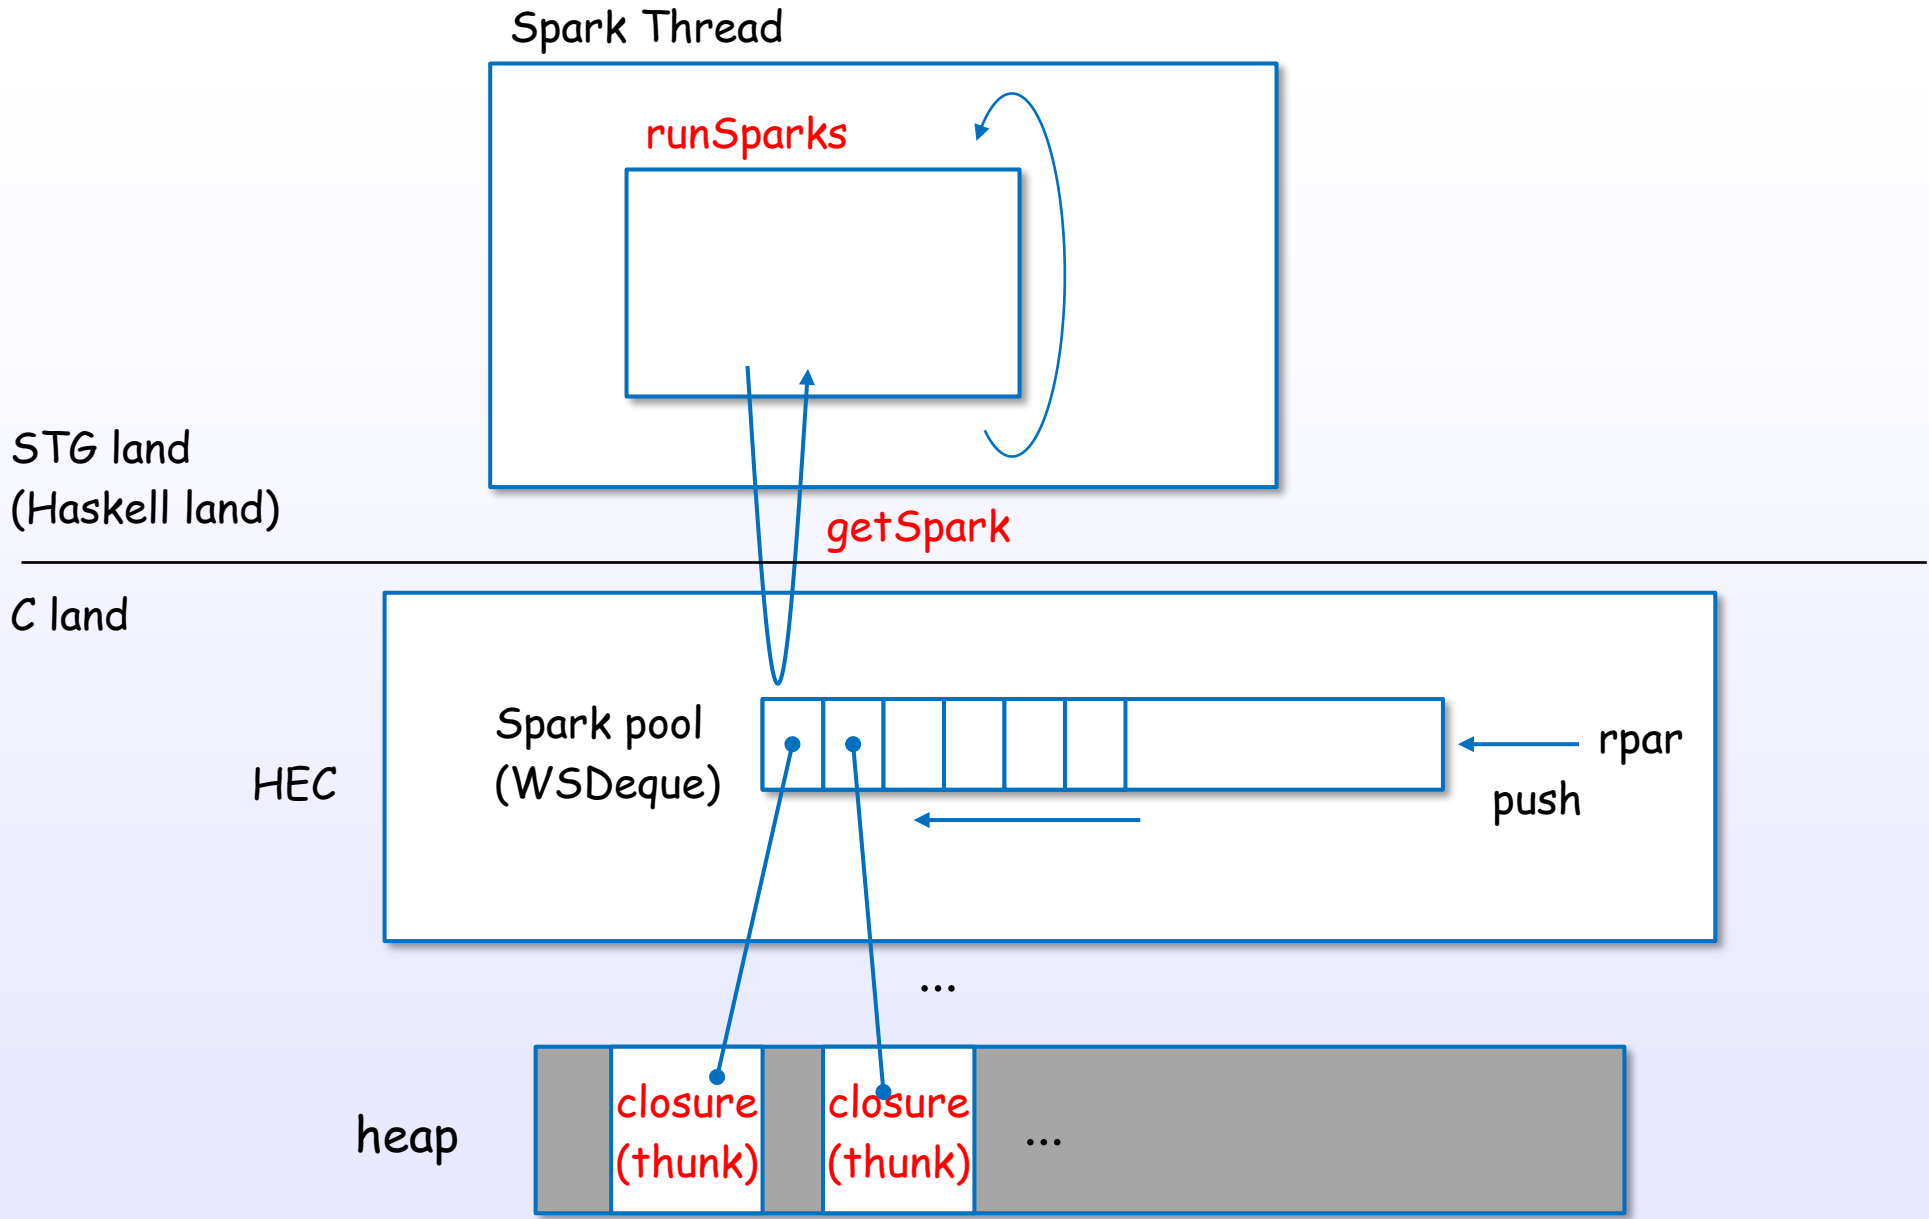 Spark Thread
runSparks
STG land
(Haskell land)
getSpark
C land
Spark pool
(WSDeque)
HEC
rpar
push
...
heap
closure
(thunk)
closure
(thunk)
...